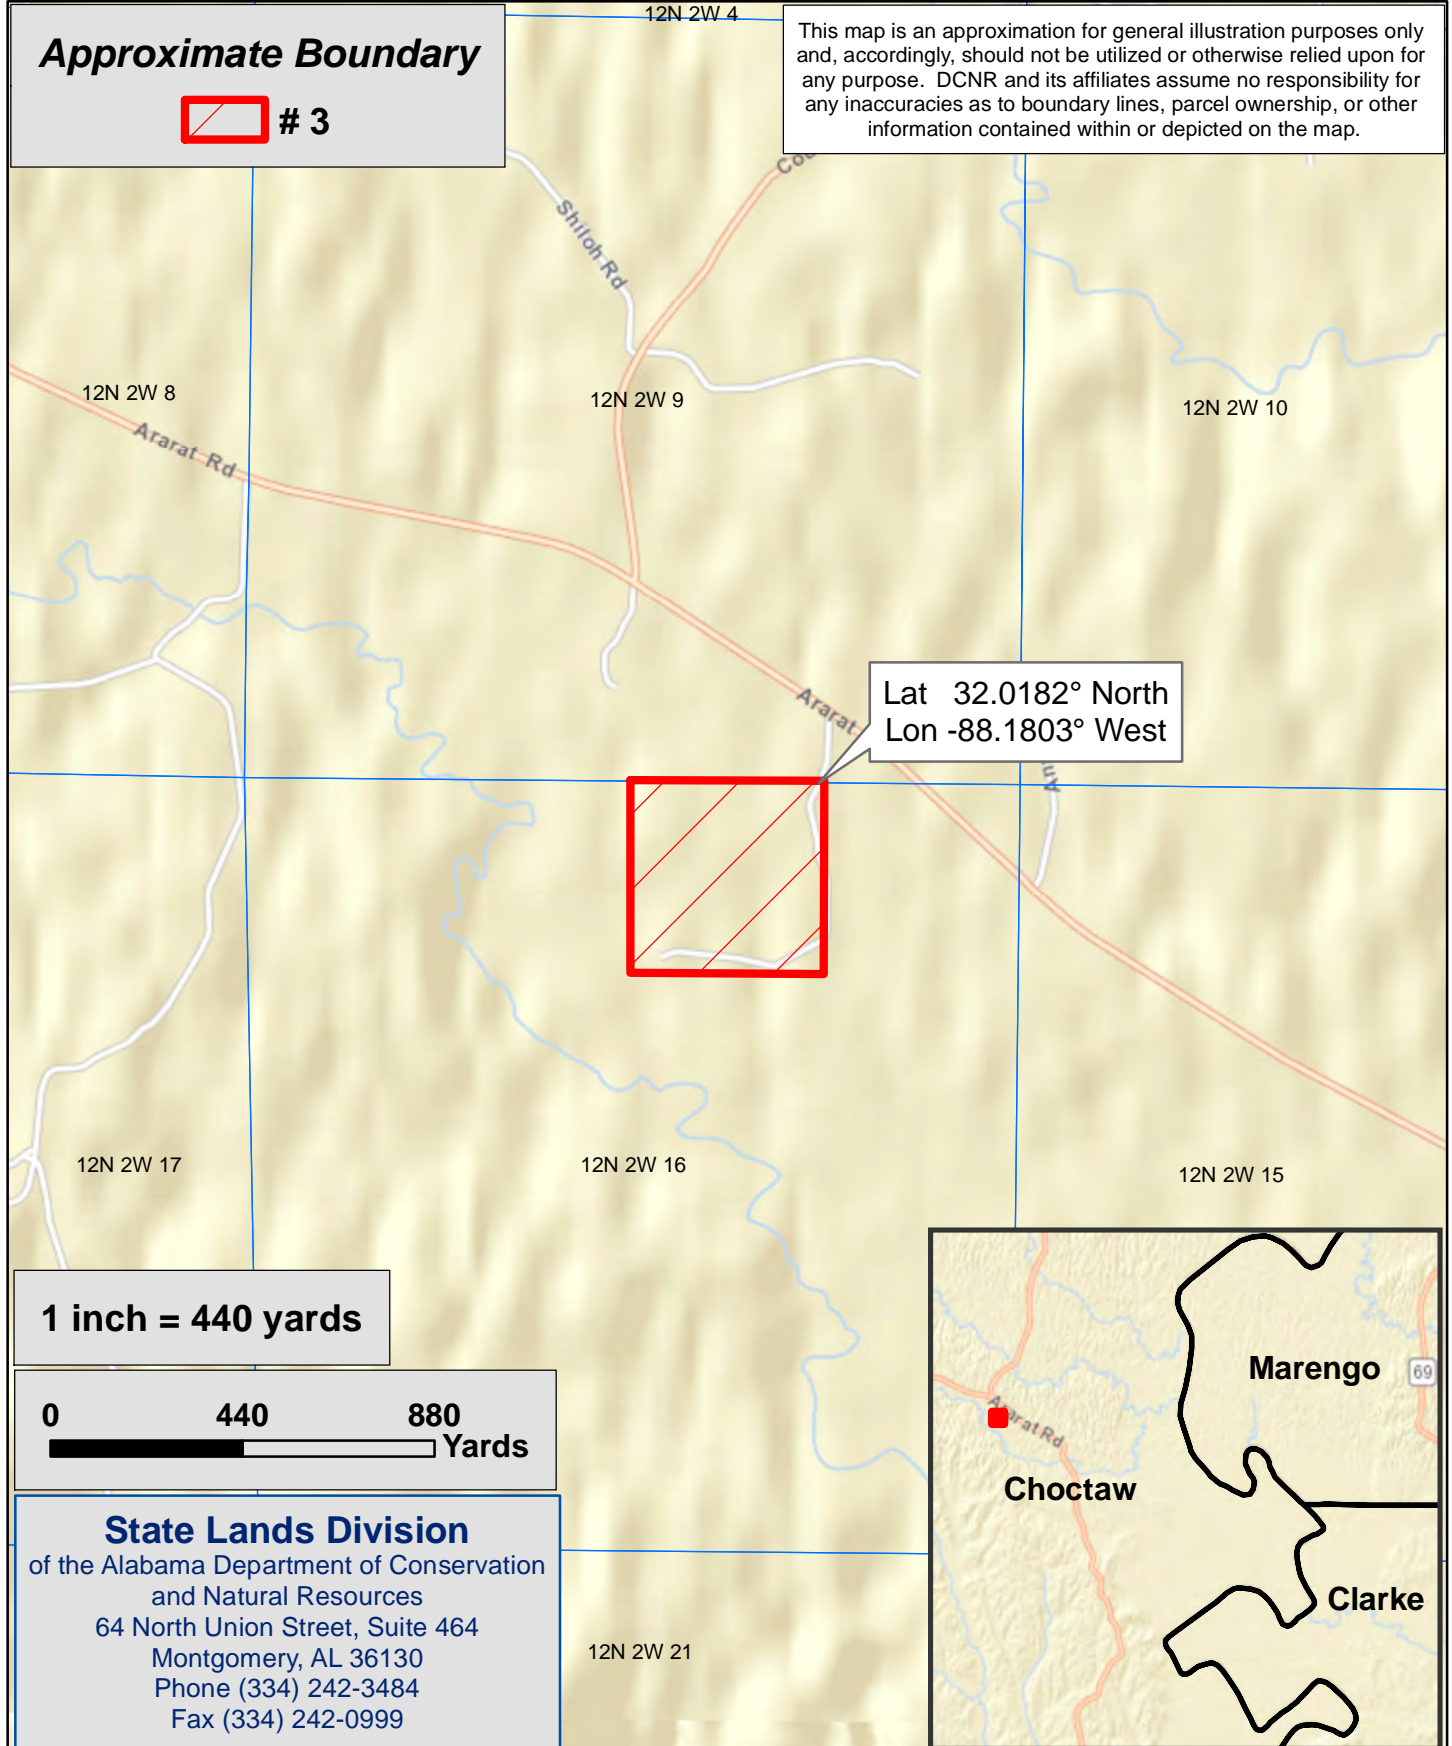 12N 2W 4
Approximate Boundary
# 3
This map is an approximation for general illustration purposes only
and, accordingly, should not be utilized or otherwise relied upon for
any purpose. DCNR and its affiliates assume no responsibility for
any inaccuracies as to boundary lines, parcel ownership, or other
information contained within or depicted on the map.
Cou
Shiloh Rd
12N 2W 8
12N 2W 9
12N 2W 10
Ararat Rd
Lat 32.0182° North
Lon -88.1803° West
Ararat
Ann
12N 2W 17
12N 2W 16
12N 2W 15
1 inch = 440 yards
0 440 880
Yards
Marengo
69
Ararat Rd
Choctaw
Clarke
State Lands Division
of the Alabama Department of Conservation
and Natural Resources
64 North Union Street, Suite 464
Montgomery, AL 36130
Phone (334) 242-3484
Fax (334) 242-0999
12N 2W 21